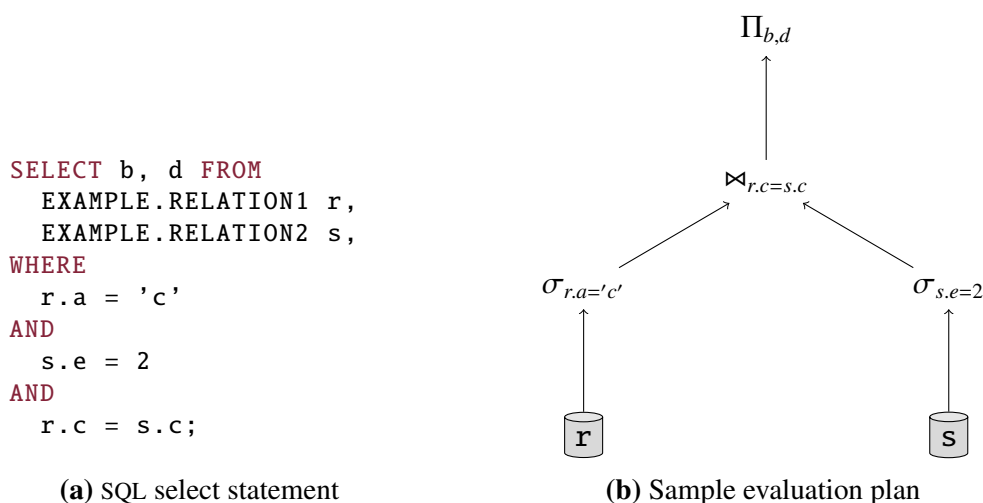 SELECT b, d FROM
EXAMPLE.RELATION1 r,
EXAMPLE.RELATION2 s,
WHERE
r.a = 'c'
AND
s.e = 2
AND
r.c = s.c;
(a) SQL select statement
Π_{b,d}
⋈_{r.c=s.c}
σ_{r.a='c'} σ_{s.e=2}
r s
(b) Sample evaluation plan